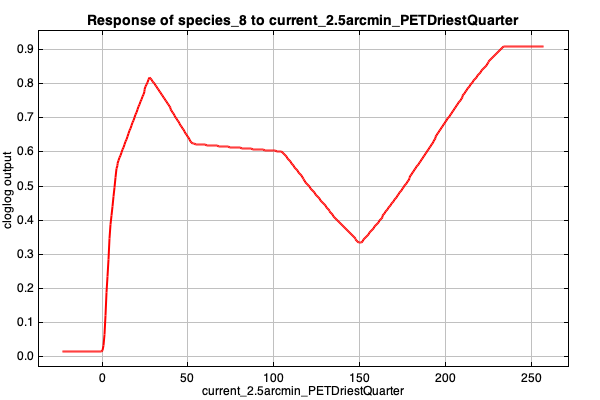 Response of species_8 to current_2.5arcmin_PETDriestQuarter
cloglog output
0.9
0.8
0.7
0.6
0.5
0.4
0.3
0.2
0.1
0.0
0 50 100 150 200 250
current_2.5arcmin_PETDriestQuarter